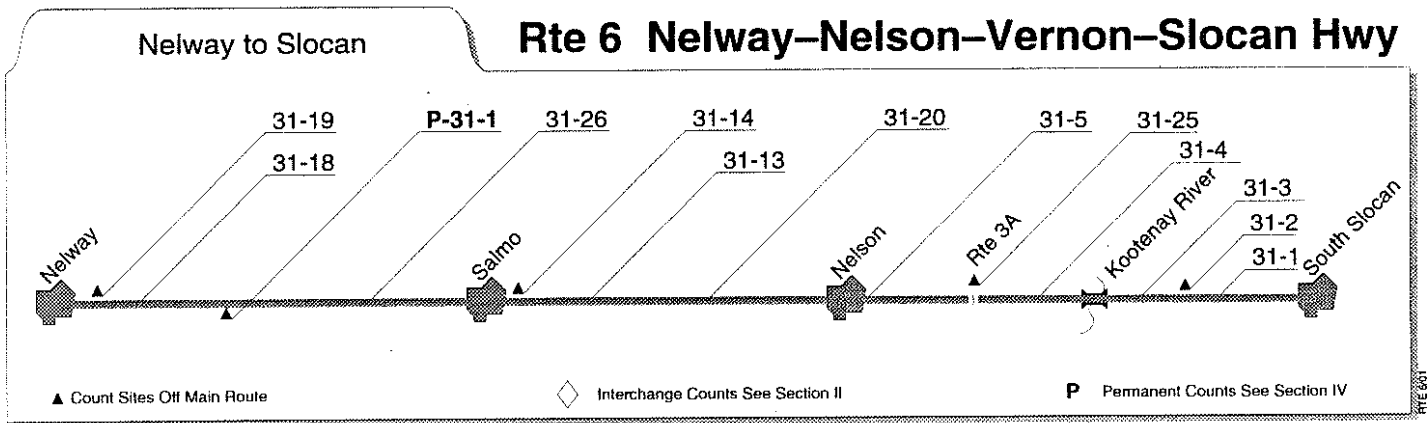 Nelway to Slocan
Rte 6 Nelway–Nelson–Vernon–Slocan Hwy
31-19
P-31-1
31-26
31-14
31-20
31-5
31-25
31-18
31-13
31-4
31-3
31-2
31-1
Nelway
Salmo
Nelson
Rte 3A
Kootenay River
South Slocan
▲ Count Sites Off Main Route
Interchange Counts See Section II
P Permanent Counts See Section IV
RTE 6/01